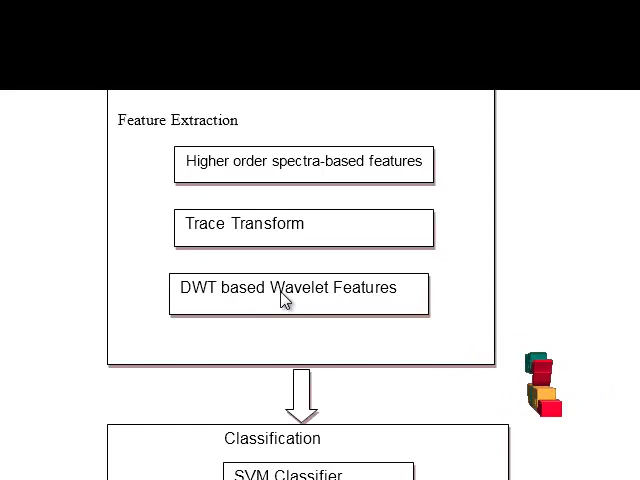 Feature Extraction
Higher order spectra-based features
Trace Transform
DWT based Wavelet Features
Classification
SVM Classifier